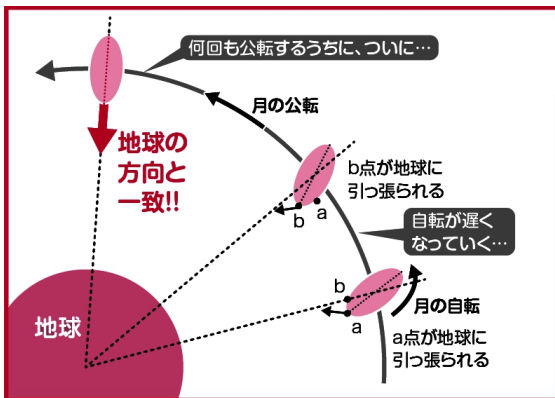 何回も公転するうちに、ついに…
月の公転
地球の
方向と
一致!!
b点が地球に
引っ張られる
b
a
自転が遅く
なっていく…
b
a
月の自転
a点が地球に
引っ張られる
地球